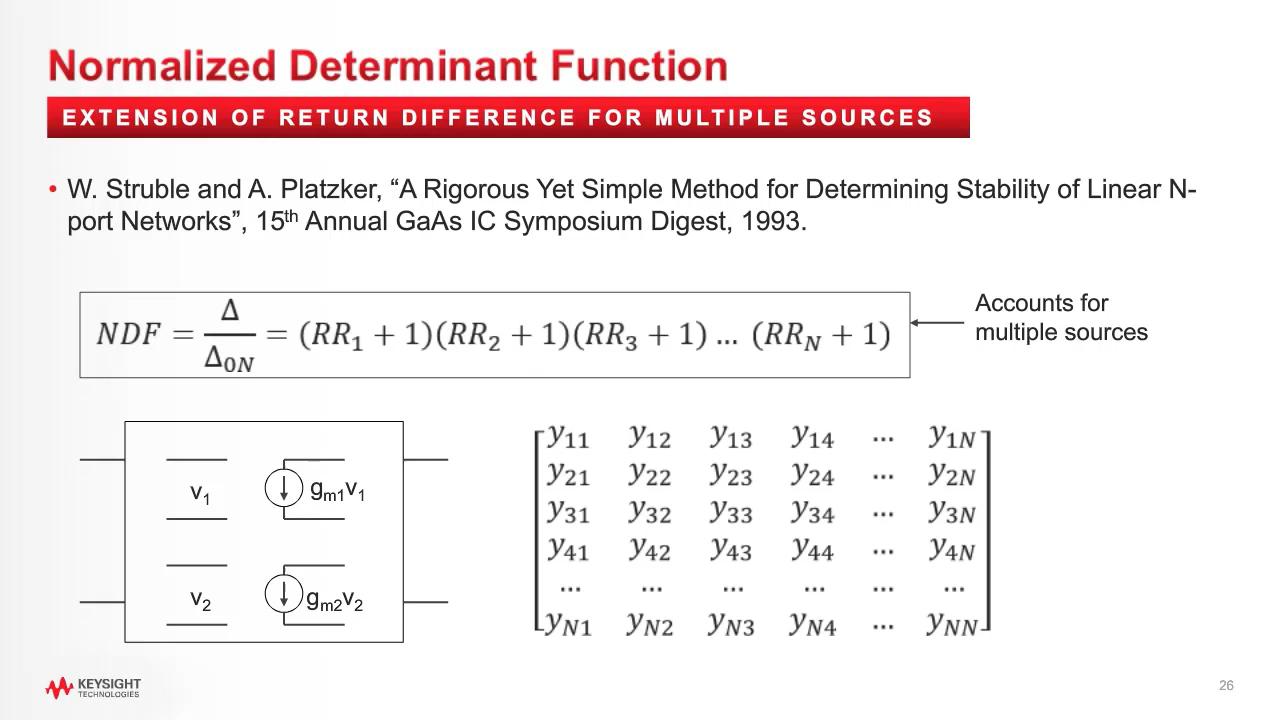 Normalized Determinant Function
EXTENSION OF RETURN DIFFERENCE FOR MULTIPLE SOURCES
• W. Struble and A. Platzker, “A Rigorous Yet Simple Method for Determining Stability of Linear N-
port Networks”, 15th Annual GaAs IC Symposium Digest, 1993.
NDF = Δ/Δ0N = (RR1 + 1)(RR2 + 1)(RR3 + 1) … (RRN + 1)
Accounts for
multiple sources
v1 gm1v1
v2 gm2v2
y11 y12 y13 y14 … y1N
y21 y22 y23 y24 … y2N
y31 y32 y33 y34 … y3N
y41 y42 y43 y44 … y4N
… … … … … …
yN1 yN2 yN3 yN4 … yNN
KEYSIGHT
TECHNOLOGIES
26